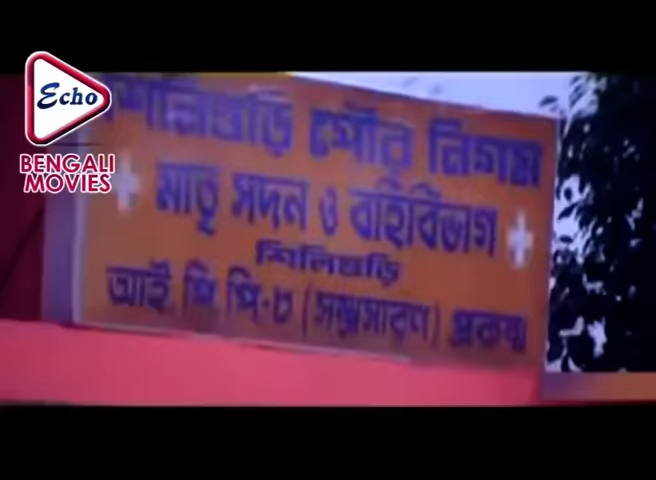 Echo
BENGALI
MOVIES
শিলিগুড়ি পৌর নিগম
মাতৃ সদন ও বহির্বিভাগ
শিলিগুড়ি
আই. পি. পি-৮ (সম্প্রসারণ) প্রকল্প